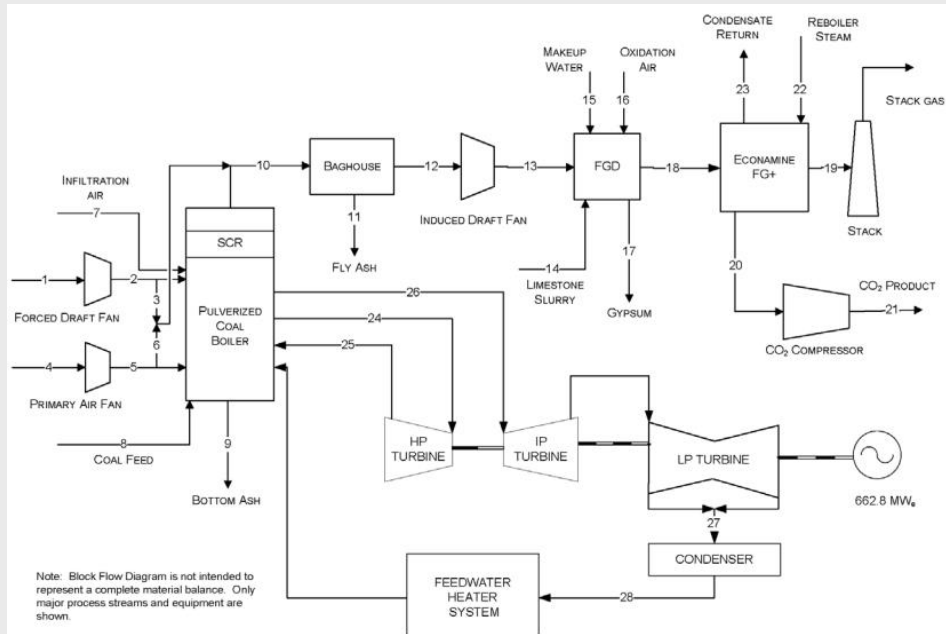 CONDENSATE
RETURN
REBOILER
STEAM
MAKEUP
WATER
OXIDATION
AIR
23
22
STACK GAS
15
16
10
BAGHOUSE
12
13
FGD
18
ECONAMINE
FG+
19
INFILTRATION
AIR
7
11
INDUCED DRAFT FAN
STACK
SCR
FLY ASH
14
17
LIMESTONE
SLURRY
GYPSUM
20
1
2
3
FORCED DRAFT FAN
26
CO2 PRODUCT
21
PULVERIZED
COAL
BOILER
24
25
6
CO2 COMPRESSOR
4
5
PRIMARY AIR FAN
8
COAL FEED
9
BOTTOM ASH
HP
TURBINE
IP
TURBINE
LP TURBINE
662.8 MWe
27
CONDENSER
28
FEEDWATER
HEATER
SYSTEM
Note: Block Flow Diagram is not intended to
represent a complete material balance. Only
major process streams and equipment are
shown.